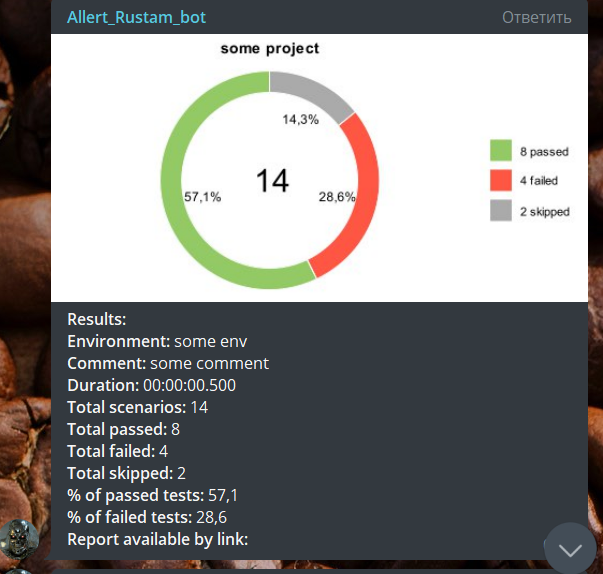 Allert_Rustam_bot
Ответить
some project
14,3%
14
57,1%
28,6%
8 passed
4 failed
2 skipped
Results:
Environment: some env
Comment: some comment
Duration: 00:00:00.500
Total scenarios: 14
Total passed: 8
Total failed: 4
Total skipped: 2
% of passed tests: 57,1
% of failed tests: 28,6
Report available by link: